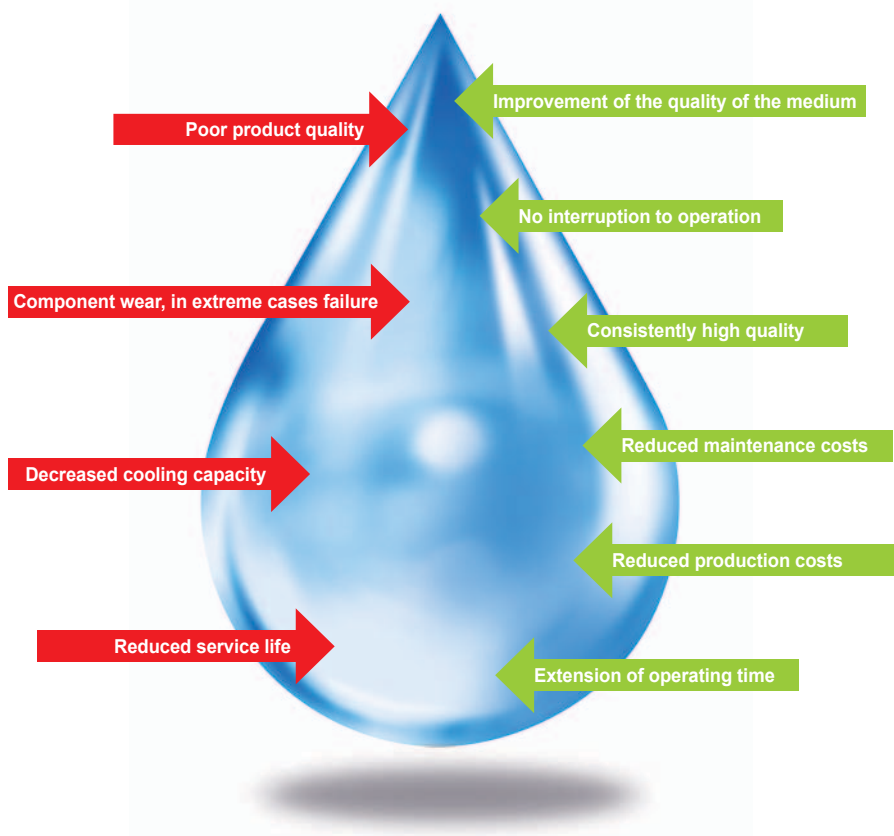 Improvement of the quality of the medium
Poor product quality
No interruption to operation
Component wear, in extreme cases failure
Consistently high quality
Reduced maintenance costs
Decreased cooling capacity
Reduced production costs
Reduced service life
Extension of operating time